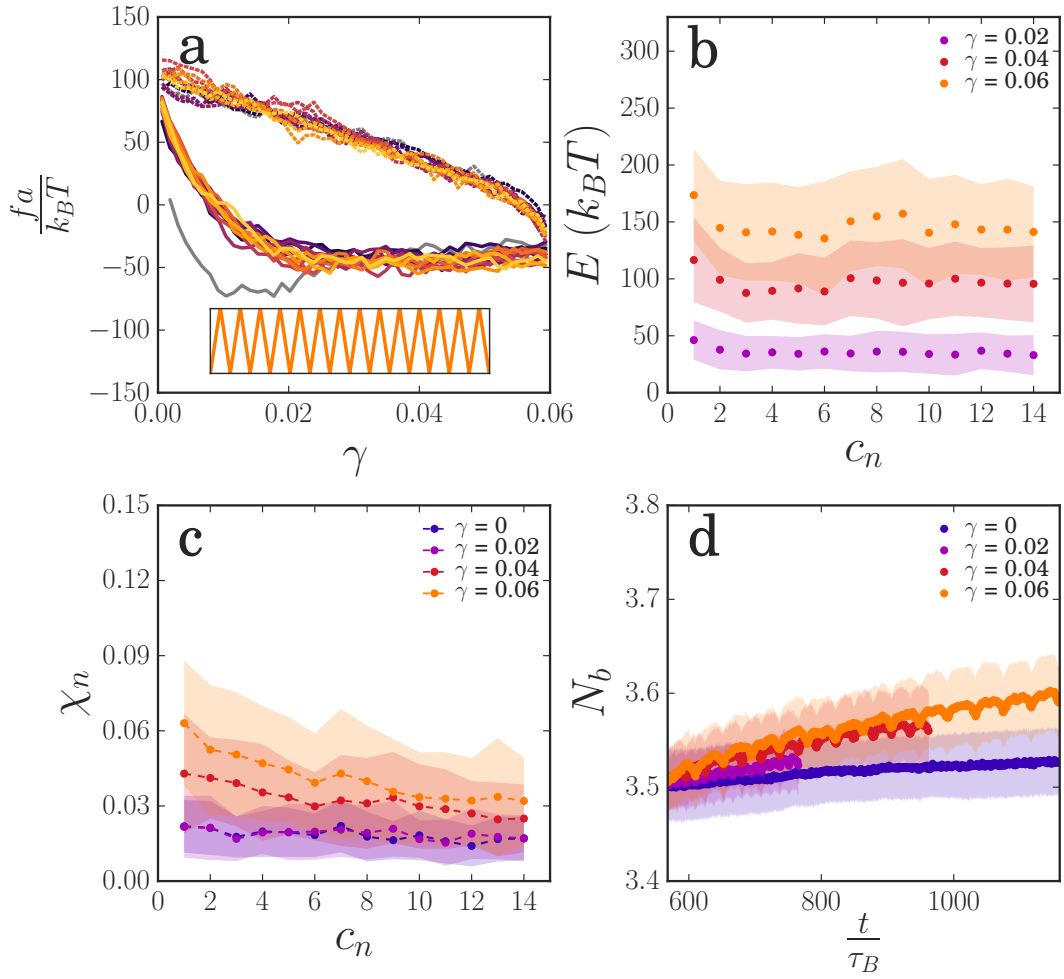 a
150
100
50
0
−50
−100
−150
0.00 0.02 0.04 0.06
γ
fa
k_BT
b
γ = 0.02
γ = 0.04
γ = 0.06
300
250
200
150
100
50
0
0 2 4 6 8 10 12 14
c_n
E (k_BT)
c
γ = 0
γ = 0.02
γ = 0.04
γ = 0.06
0.15
0.12
0.09
0.06
0.03
0.00
0 2 4 6 8 10 12 14
c_n
χ_n
d
γ = 0
γ = 0.02
γ = 0.04
γ = 0.06
3.8
3.7
3.6
3.5
3.4
600 800 1000
t
τ_B
N_b